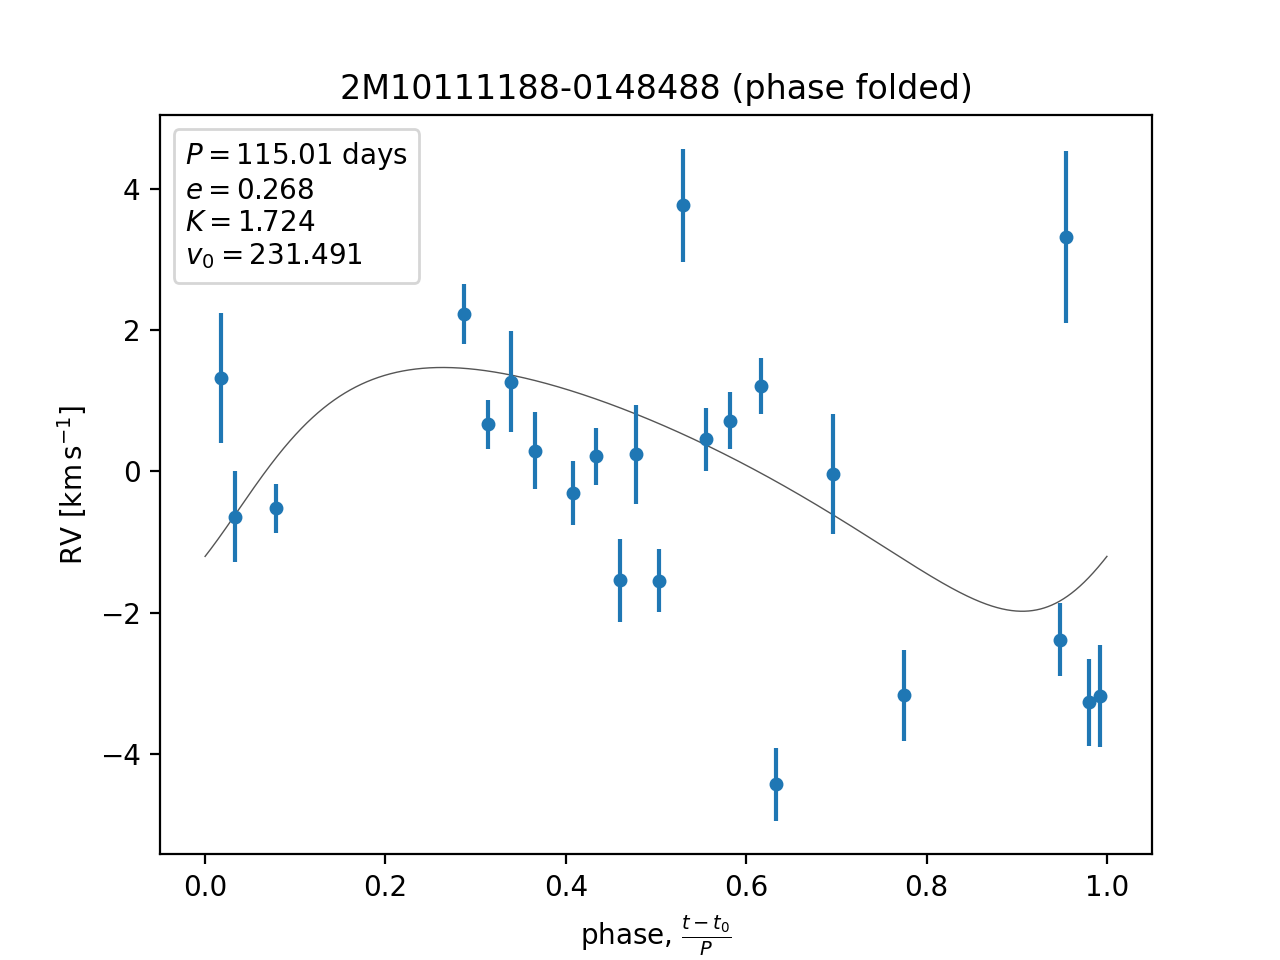 2M10111188-0148488 (phase folded)
P = 115.01 days
e = 0.268
K = 1.724
v₀ = 231.491
4
2
0
−2
−4
RV [km s⁻¹]
0.0 0.2 0.4 0.6 0.8 1.0
phase, (t − t₀)/P